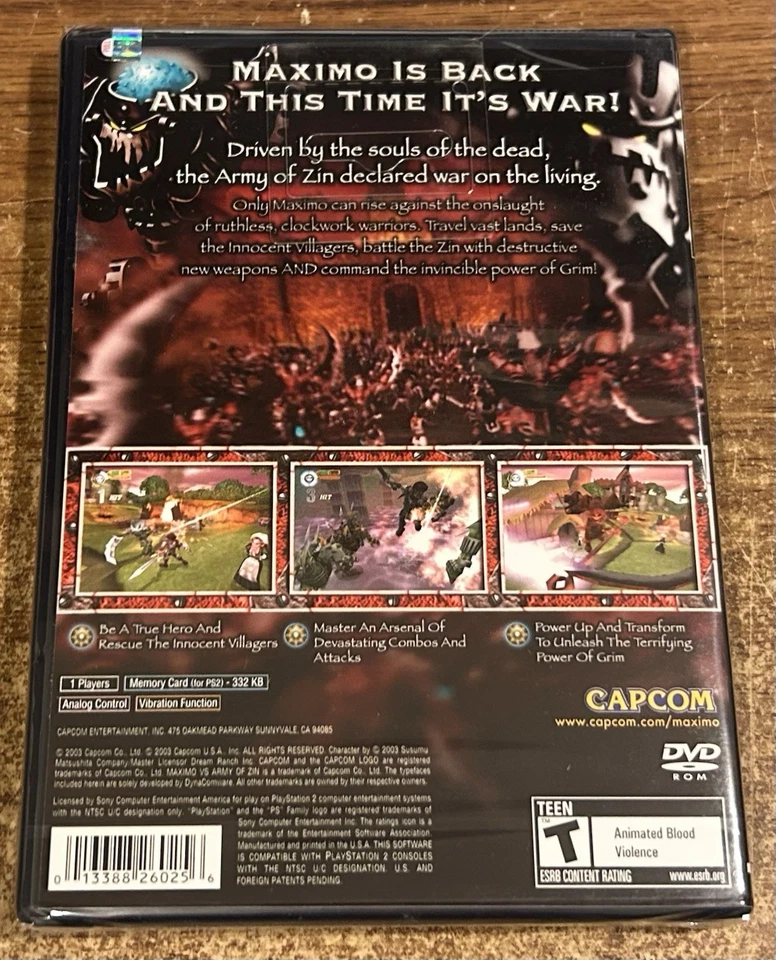 MAXIMO IS BACK
AND THIS TIME IT'S WAR!
Driven by the souls of the dead,
the Army of Zin declared war on the living.
Only Maximo can rise against the onslaught
of ruthless, clockwork warriors. Travel vast lands, save
the Innocent Villagers, battle the Zin with destructive
new weapons AND command the invincible power of Grim!
1 HIT
3 HIT
Be A True Hero And
Rescue The Innocent Villagers
Master An Arsenal Of
Devastating Combos And
Attacks
Power Up And Transform
To Unleash The Terrifying
Power Of Grim
1 Players
Memory Card (for PS2) - 332 KB
Analog Control
Vibration Function
CAPCOM
www.capcom.com/maximo
CAPCOM ENTERTAINMENT, INC. 475 OAKMEAD PARKWAY SUNNYVALE, CA 94085
© 2003 Capcom Co., Ltd. © 2003 Capcom U.S.A., Inc. ALL RIGHTS RESERVED. Character by © 2003 Susumu
Matsushita Company/Master Licensor Dream Ranch Inc. CAPCOM and the CAPCOM LOGO are registered
trademarks of Capcom Co., Ltd. MAXIMO VS ARMY OF ZIN is a trademark of Capcom Co., Ltd. The typefaces
included herein are solely developed by DynaComware. All other trademarks are owned by their respective owners.
Licensed by Sony Computer Entertainment America for play on PlayStation 2 computer entertainment systems
with the NTSC U/C designation only. "PlayStation" and the "PS" Family logo are registered trademarks of
Sony Computer Entertainment Inc. The ratings icon is a
trademark of the Entertainment Software Association.
Manufactured and printed in the U.S.A. THIS SOFTWARE
IS COMPATIBLE WITH PLAYSTATION 2 CONSOLES
WITH THE NTSC U/C DESIGNATION. U.S. AND
FOREIGN PATENTS PENDING.
DVD
ROM
TEEN
T
TM
Animated Blood
Violence
ESRB CONTENT RATING
www.esrb.org
0 13388 26025 6